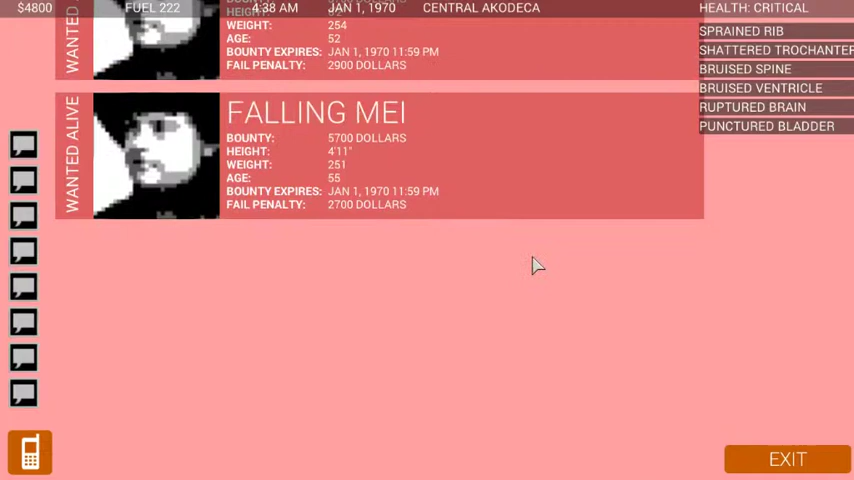 $4800 FUEL 222 4:38 AM JAN 1, 1970 CENTRAL AKODECA HEALTH: CRITICAL
WEIGHT: 254
AGE: 52
BOUNTY EXPIRES: JAN 1, 1970 11:59 PM
FAIL PENALTY: 2900 DOLLARS
WANTED
SPRAINED RIB
SHATTERED TROCHANTER
BRUISED SPINE
BRUISED VENTRICLE
RUPTURED BRAIN
PUNCTURED BLADDER
WANTED ALIVE
FALLING MEI
BOUNTY: 5700 DOLLARS
HEIGHT: 4'11"
WEIGHT: 251
AGE: 55
BOUNTY EXPIRES: JAN 1, 1970 11:59 PM
FAIL PENALTY: 2700 DOLLARS
EXIT